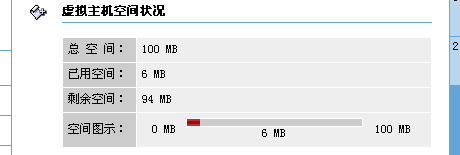 虚拟主机空间状况
总 空 间： 100 MB
已用空间： 6 MB
剩余空间： 94 MB
空间图示： 0 MB 6 MB 100 MB
2